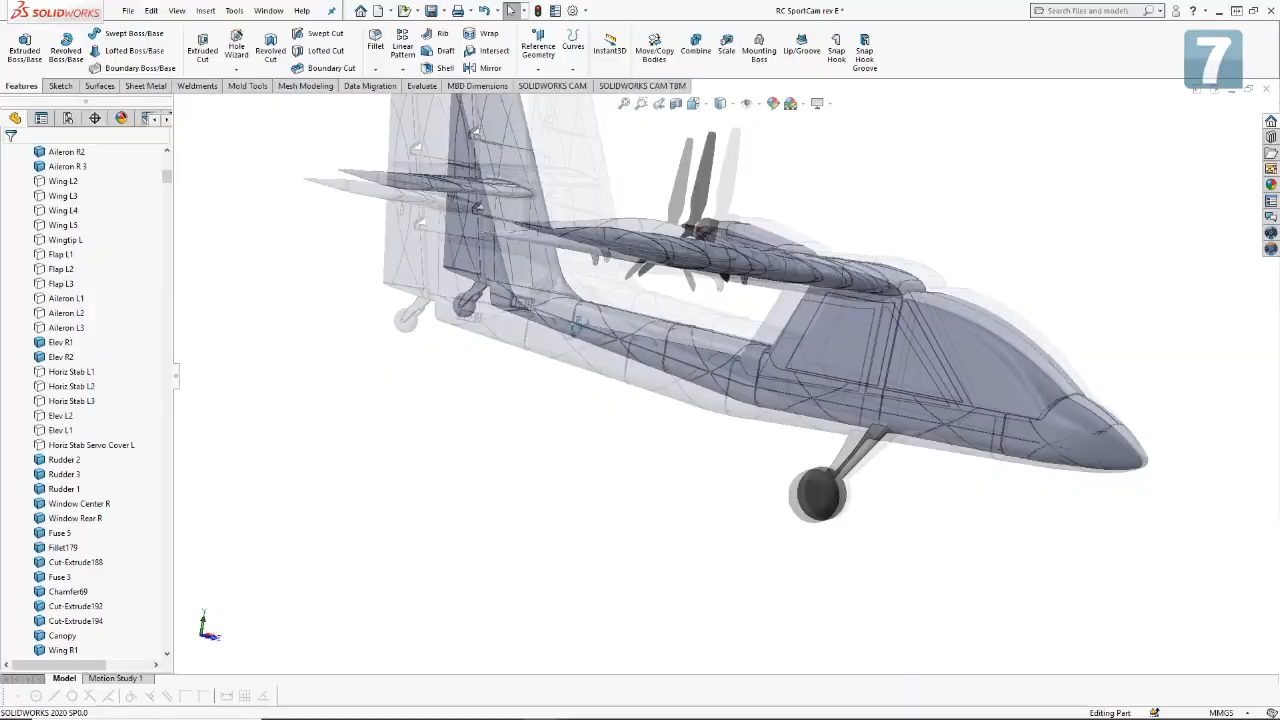 SOLIDWORKS File Edit View Insert Tools Window Help RC SportCam rev E * Search files and models
Extruded Boss/Base Revolved Boss/Base Swept Boss/Base Lofted Boss/Base Boundary Boss/Base Extruded Cut Hole Wizard Revolved Cut Swept Cut Lofted Cut Boundary Cut Fillet Linear Pattern Rib Draft Shell Wrap Intersect Mirror Reference Geometry Curves Instant3D Move/Copy Bodies Combine Scale Mounting Boss Lip/Groove Snap Hook Snap Hook Groove
7
Features Sketch Surfaces Sheet Metal Weldments Mold Tools Mesh Modeling Data Migration Evaluate MBD Dimensions SOLIDWORKS CAM SOLIDWORKS CAM TBM
Aileron R2
Aileron R 3
Wing L2
Wing L3
Wing L4
Wing L5
Wingtip L
Flap L1
Flap L2
Flap L3
Aileron L1
Aileron L2
Aileron L3
Elev R1
Elev R2
Horiz Stab L1
Horiz Stab L2
Horiz Stab L3
Elev L2
Elev L1
Horiz Stab Servo Cover L
Rudder 2
Rudder 3
Rudder 1
Window Center R
Window Rear R
Fuse 5
Fillet179
Cut-Extrude188
Fuse 3
Chamfer69
Cut-Extrude192
Cut-Extrude194
Canopy
Wing R1
Y
Z
Model Motion Study 1
SOLIDWORKS 2020 SP0.0 Editing Part MMGS